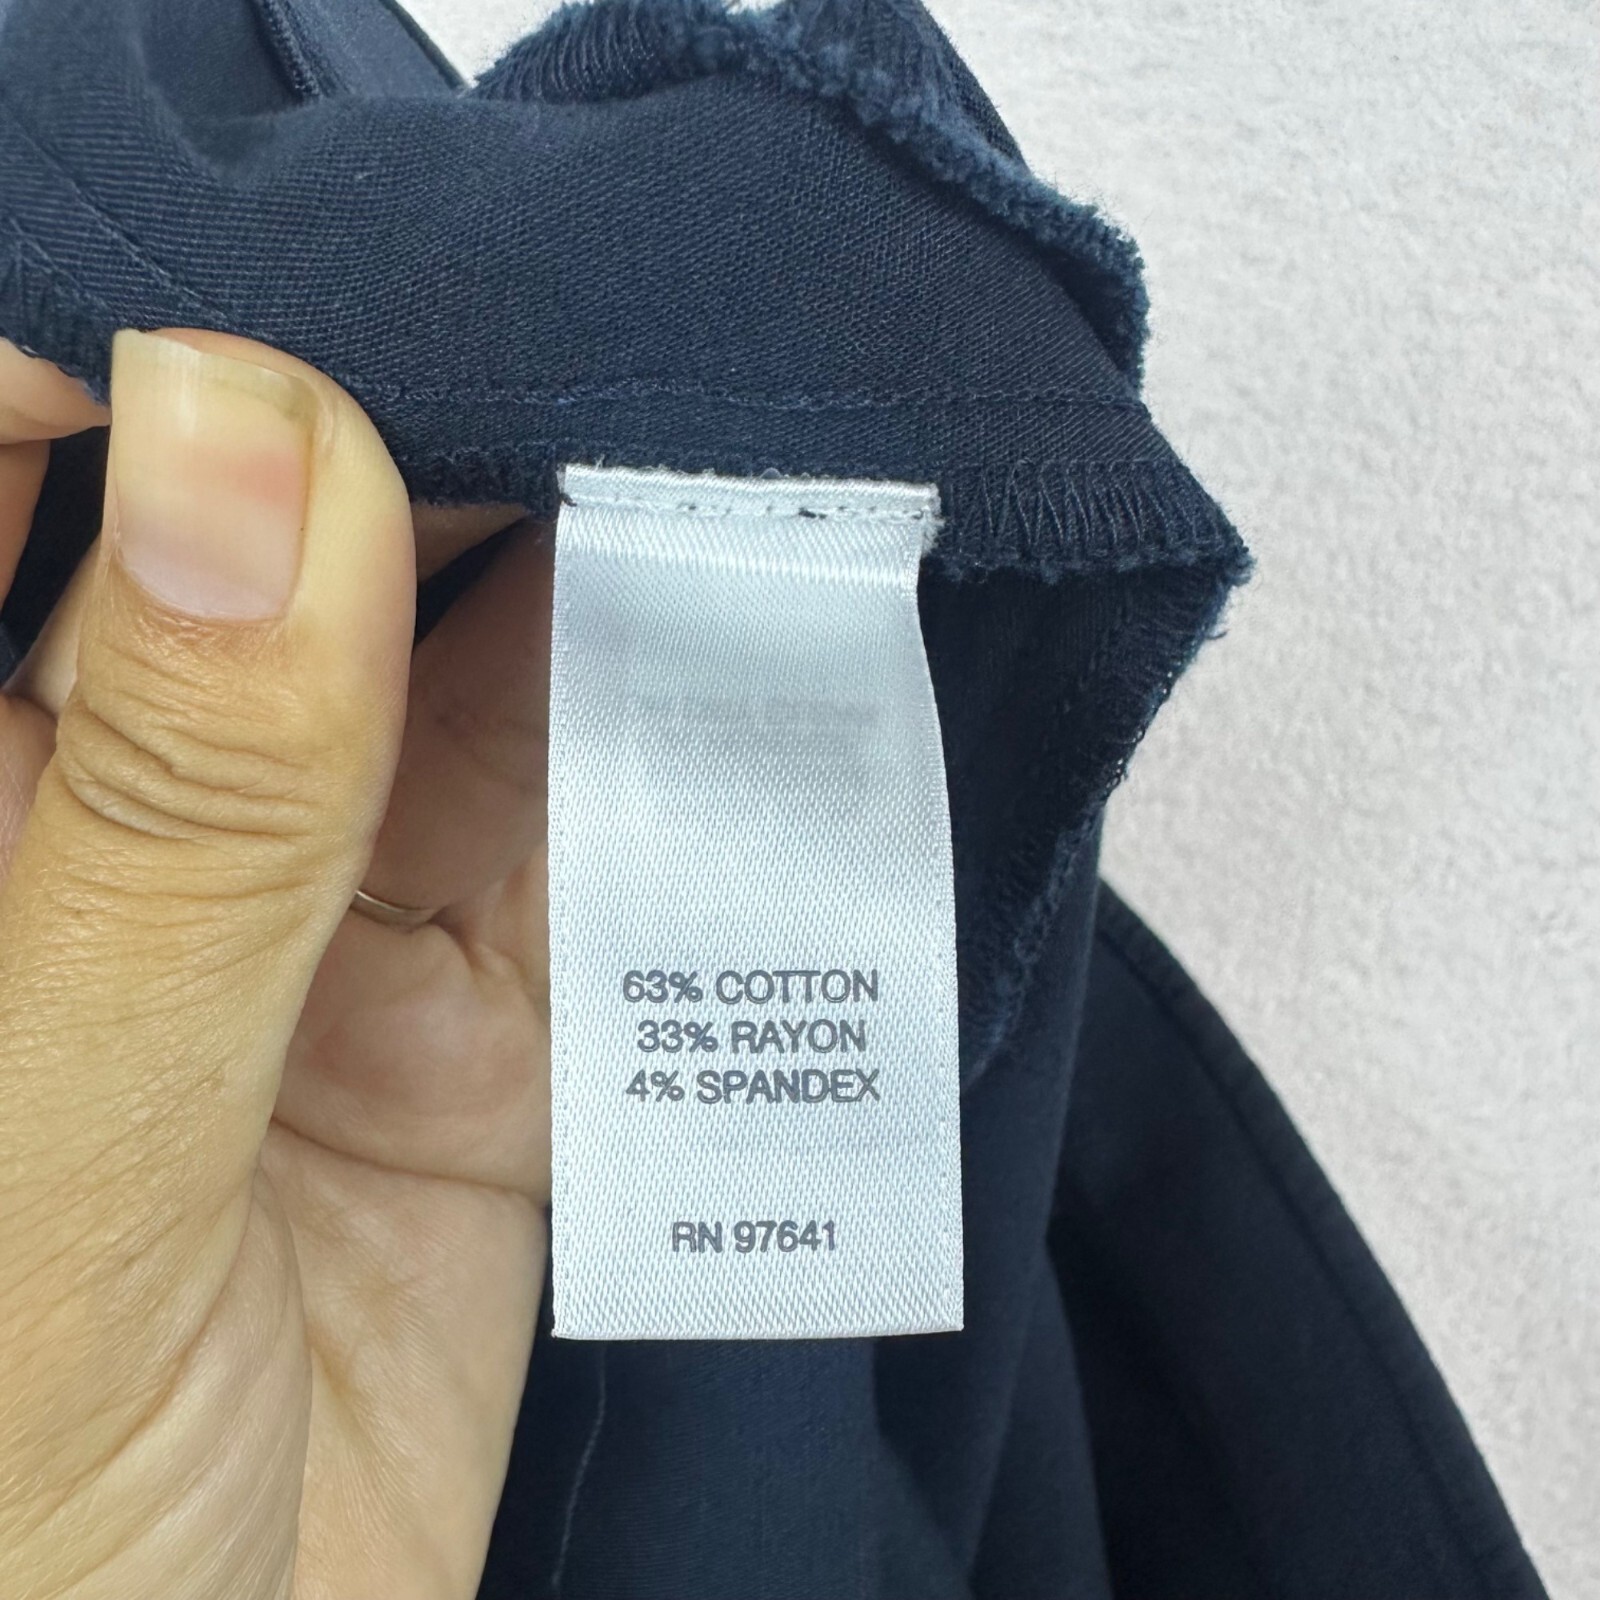 63% COTTON
33% RAYON
4% SPANDEX
RN 97641